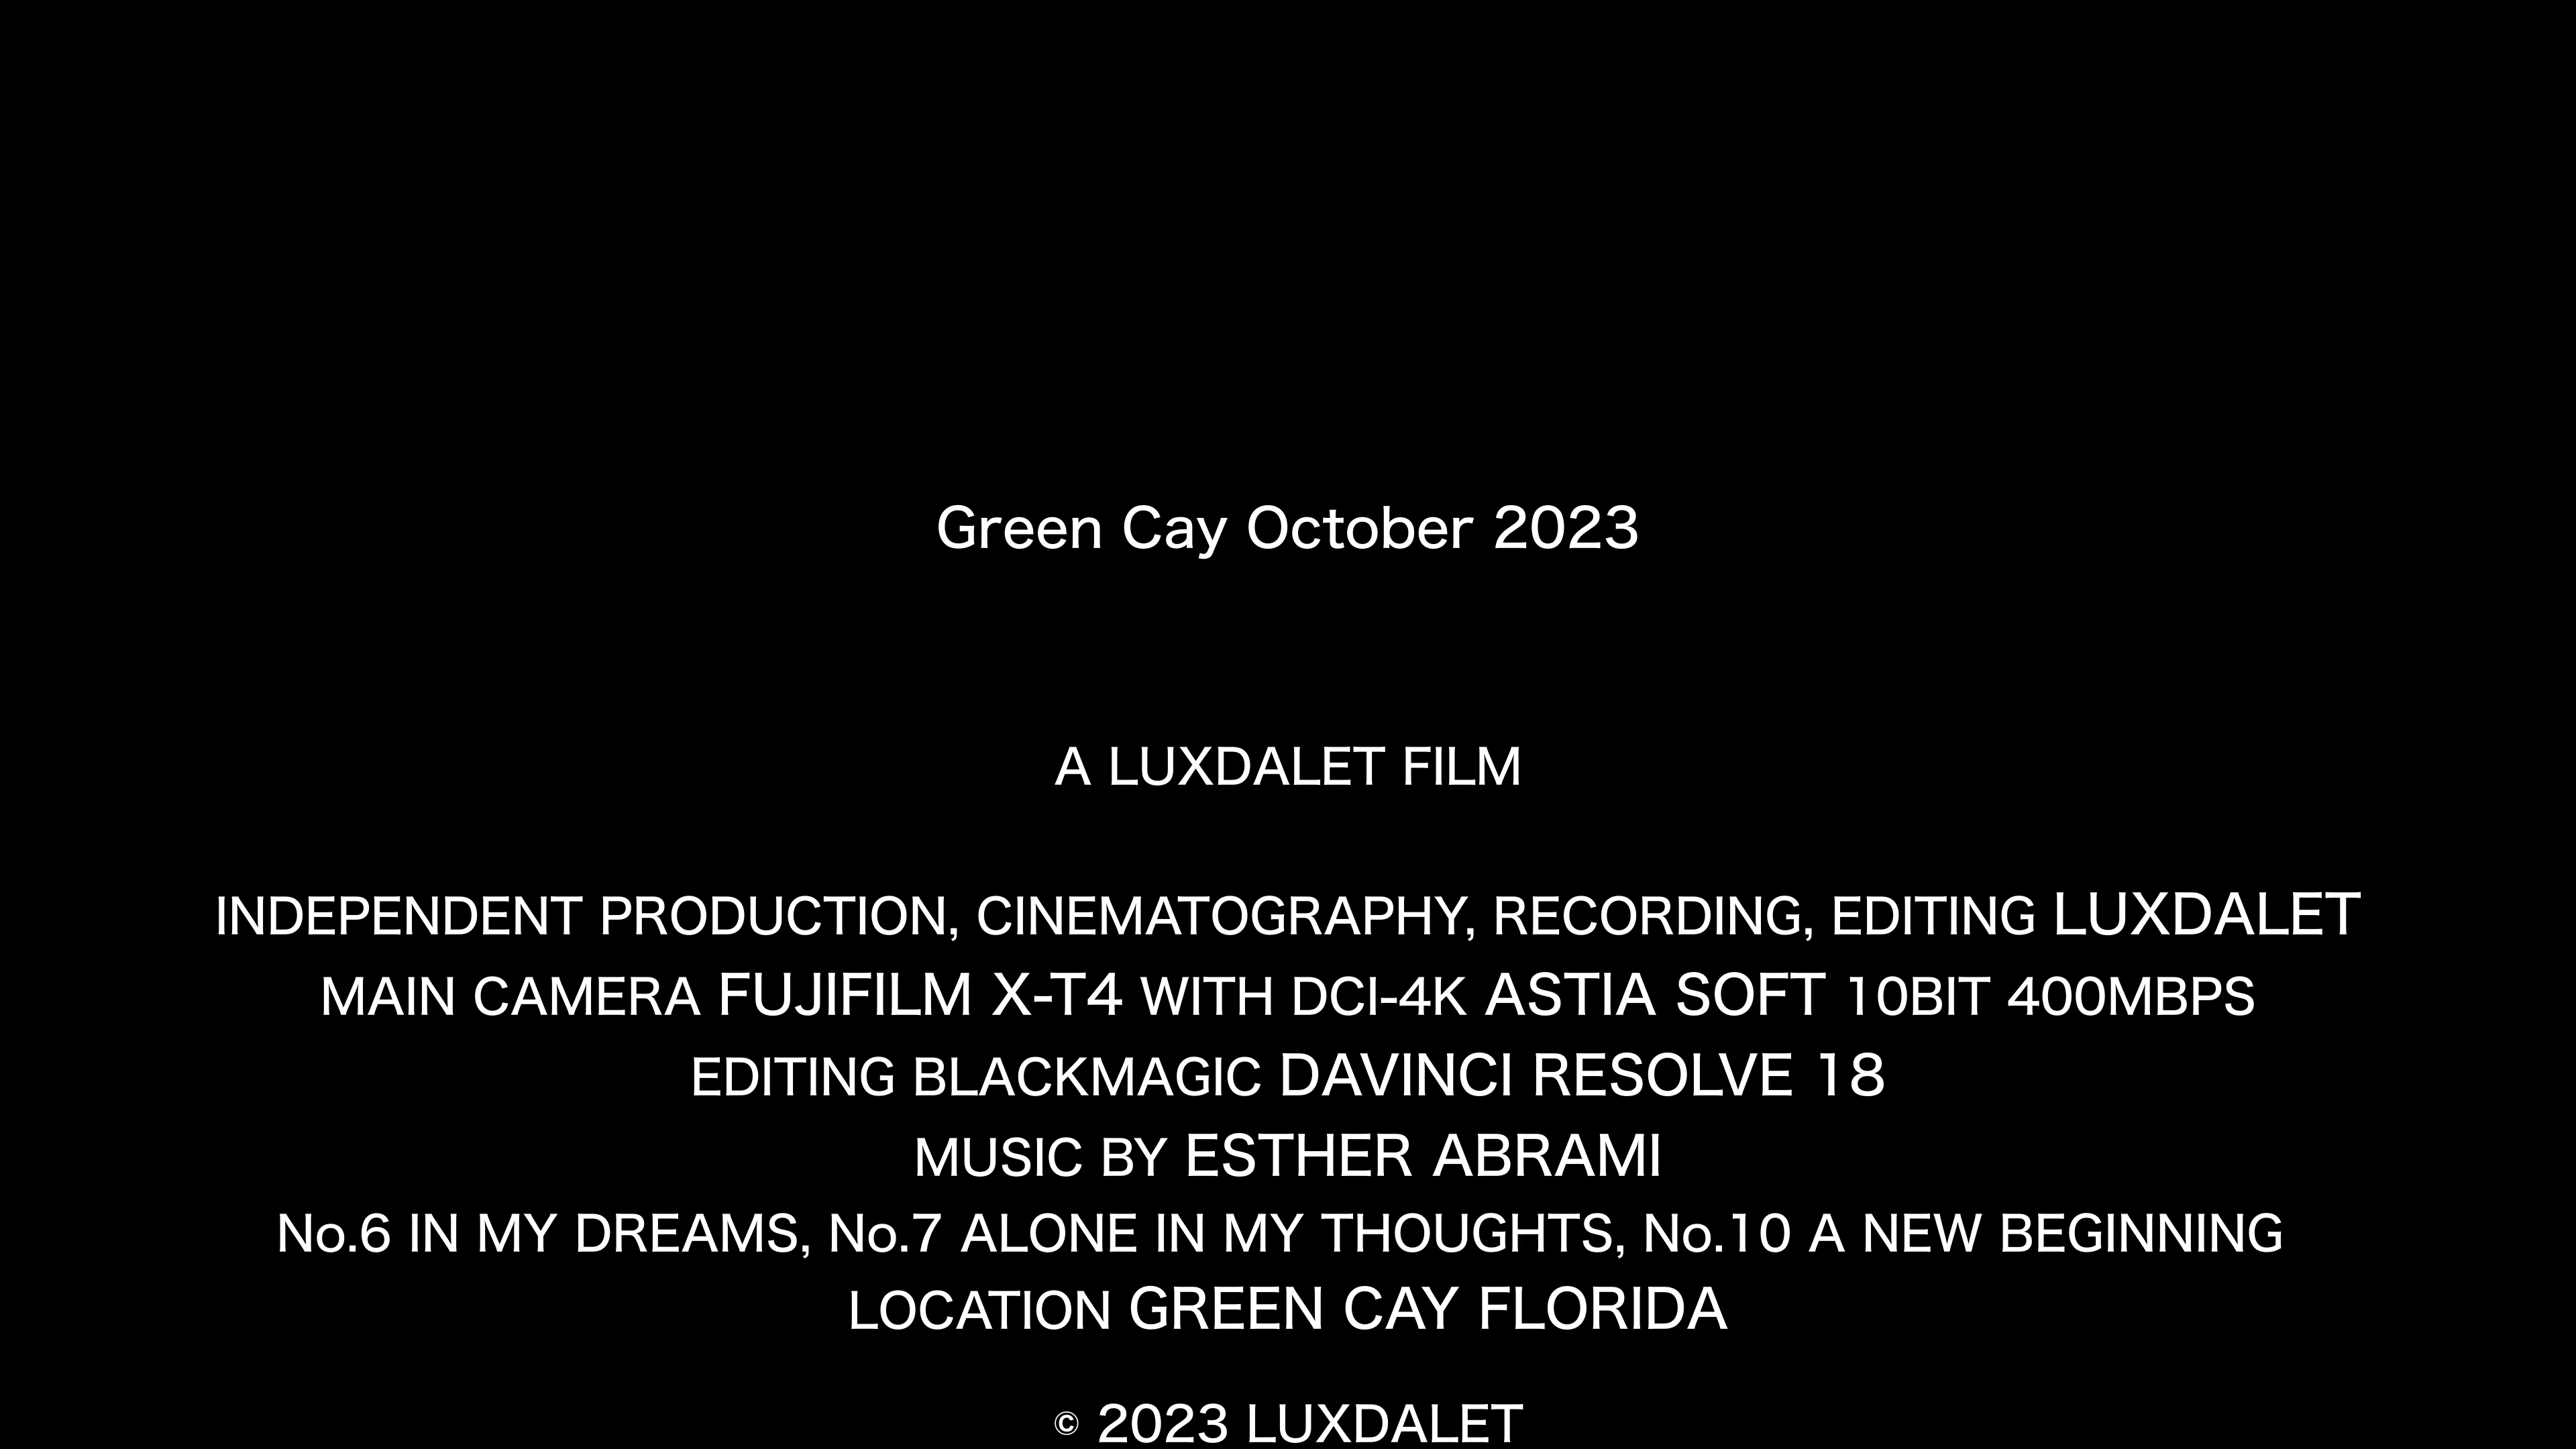 Green Cay October 2023
A LUXDALET FILM
INDEPENDENT PRODUCTION, CINEMATOGRAPHY, RECORDING, EDITING LUXDALET
MAIN CAMERA FUJIFILM X-T4 WITH DCI-4K ASTIA SOFT 10BIT 400MBPS
EDITING BLACKMAGIC DAVINCI RESOLVE 18
MUSIC BY ESTHER ABRAMI
No.6 IN MY DREAMS, No.7 ALONE IN MY THOUGHTS, No.10 A NEW BEGINNING
LOCATION GREEN CAY FLORIDA
© 2023 LUXDALET